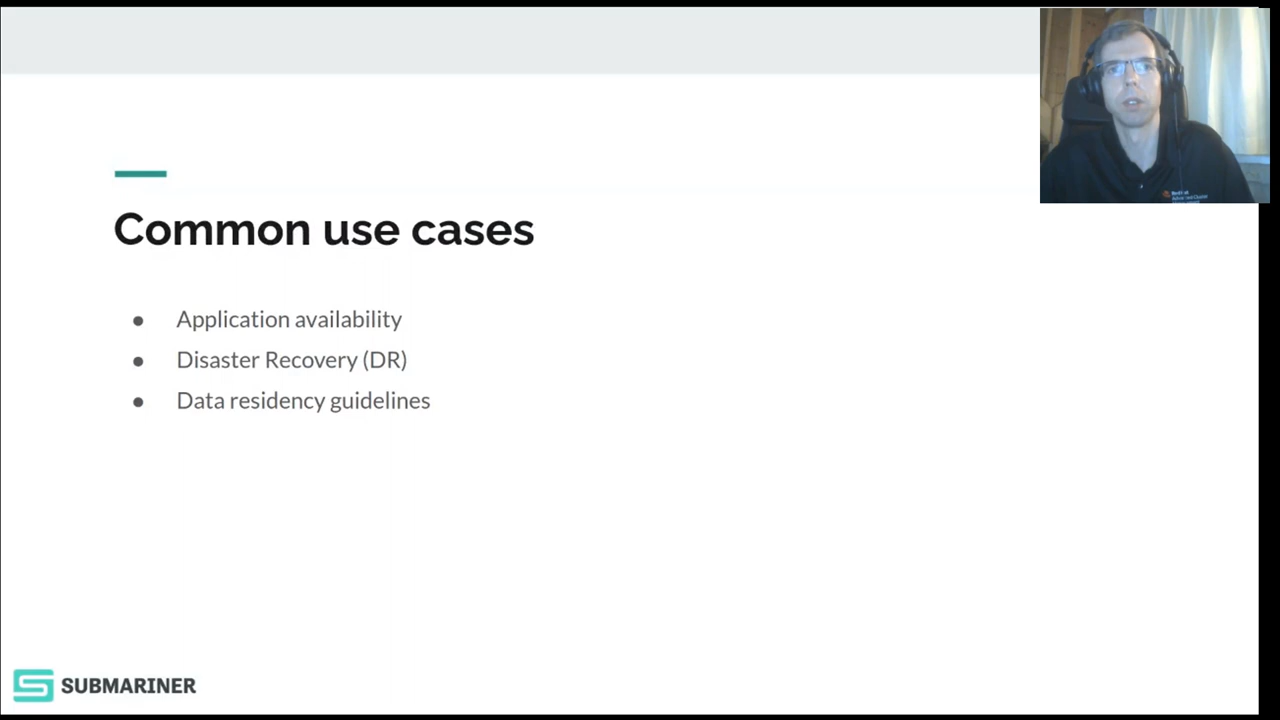 Common use cases
● Application availability
● Disaster Recovery (DR)
● Data residency guidelines
SUBMARINER